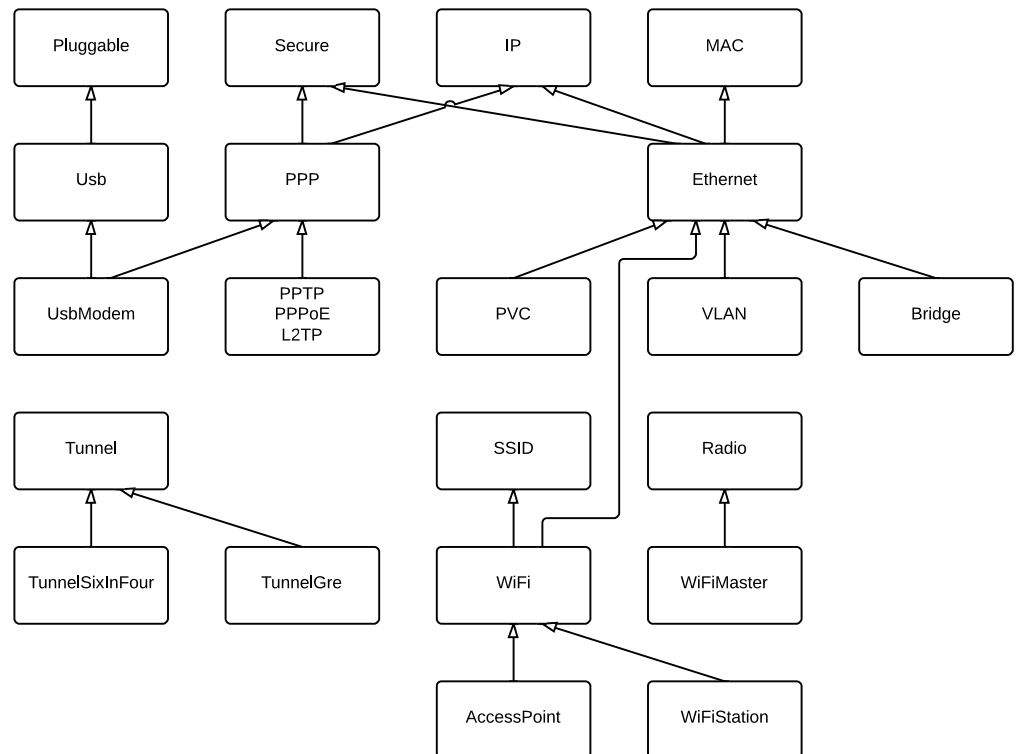 Pluggable
Secure
IP
MAC
Usb
PPP
Ethernet
UsbModem
PPTP
PPPoE
L2TP
PVC
VLAN
Bridge
Tunnel
SSID
Radio
TunnelSixInFour
TunnelGre
WiFi
WiFiMaster
AccessPoint
WiFiStation